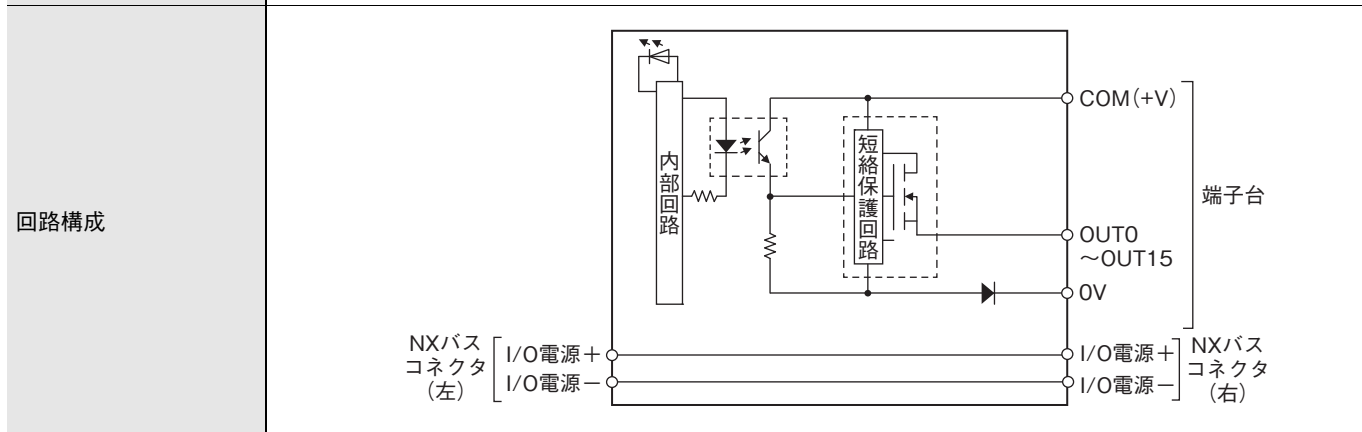 回路構成
内部回路
短絡保護回路
COM(+V)
OUT0
～OUT15
0V
端子台
NXバス
コネクタ
(左)
I/O電源＋
I/O電源－
I/O電源＋
I/O電源－
NXバス
コネクタ
(右)